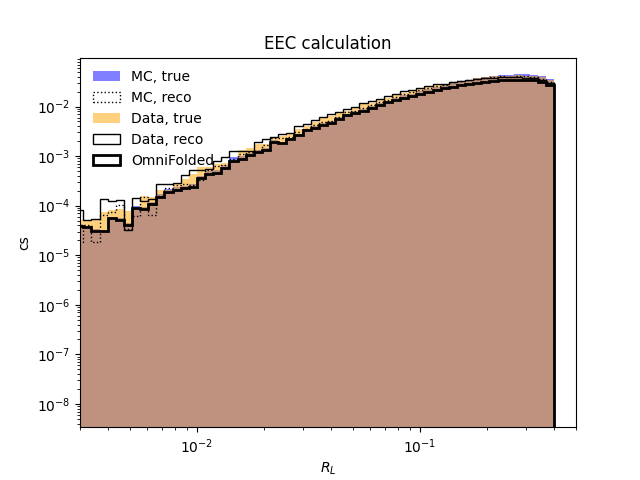 EEC calculation
MC, true
MC, reco
Data, true
Data, reco
OmniFolded
cs
10⁻²
10⁻³
10⁻⁴
10⁻⁵
10⁻⁶
10⁻⁷
10⁻⁸
10⁻² 10⁻¹
R_L